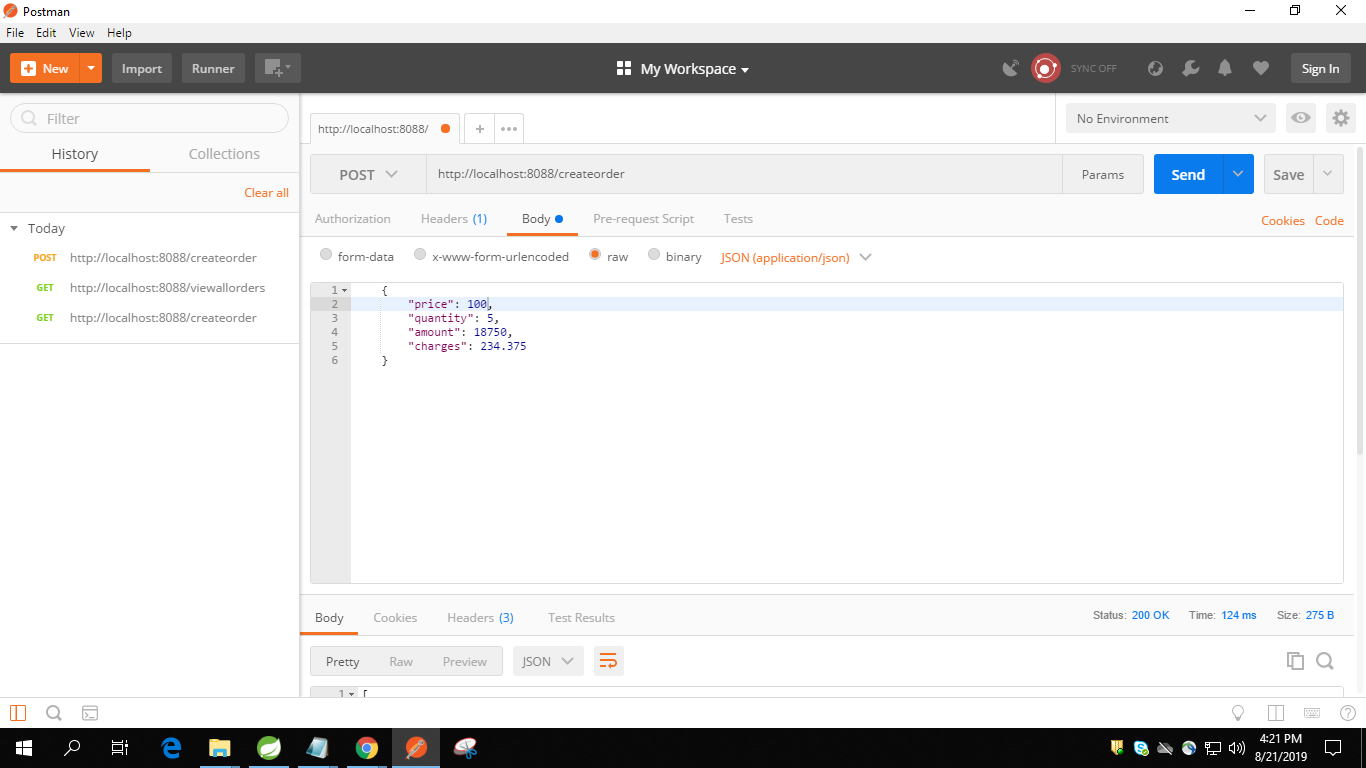 Postman
File Edit View Help
New Import Runner My Workspace SYNC OFF Sign In
Filter
History Collections
Clear all
Today
POST http://localhost:8088/createorder
GET http://localhost:8088/viewallorders
GET http://localhost:8088/createorder
http://localhost:8088/ + ••• No Environment
POST http://localhost:8088/createorder Params Send Save
Authorization Headers (1) Body Pre-request Script Tests Cookies Code
form-data x-www-form-urlencoded raw binary JSON (application/json)
1 {
2 "price": 100,
3 "quantity": 5,
4 "amount": 18750,
5 "charges": 234.375
6 }
Body Cookies Headers (3) Test Results Status: 200 OK Time: 124 ms Size: 275 B
Pretty Raw Preview JSON
1 [
4:21 PM
8/21/2019